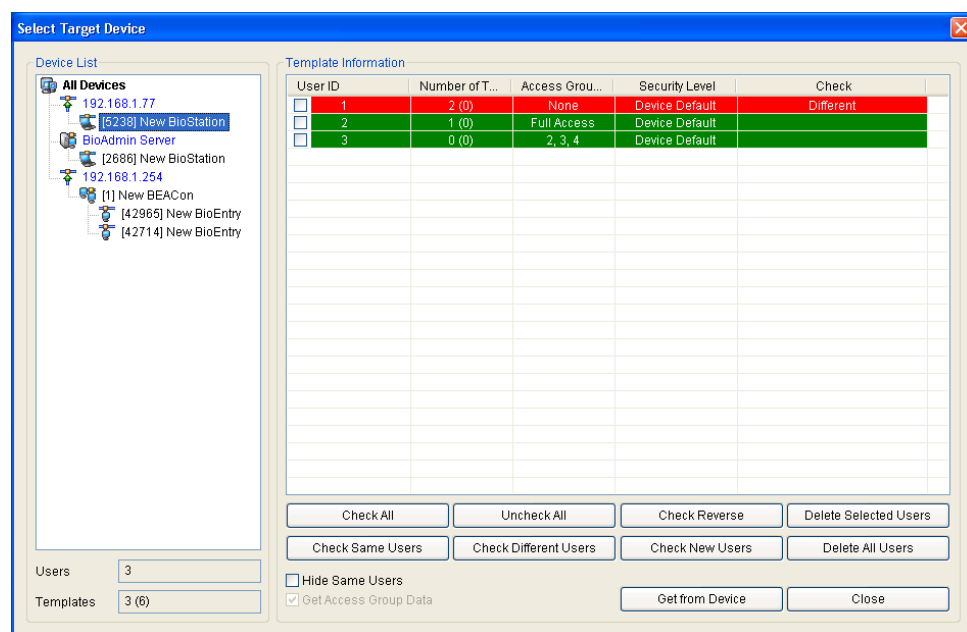 Select Target Device
Device List
All Devices
192.168.1.77
[5238] New BioStation
BioAdmin Server
[2686] New BioStation
192.168.1.254
[1] New BEACon
[42965] New BioEntry
[42714] New BioEntry
Users 3
Templates 3 (6)
Template Information
User ID Number of T... Access Grou... Security Level Check
1 2 (0) None Device Default Different
2 1 (0) Full Access Device Default
3 0 (0) 2, 3, 4 Device Default
Check All Uncheck All Check Reverse Delete Selected Users
Check Same Users Check Different Users Check New Users Delete All Users
Hide Same Users
Get Access Group Data
Get from Device Close